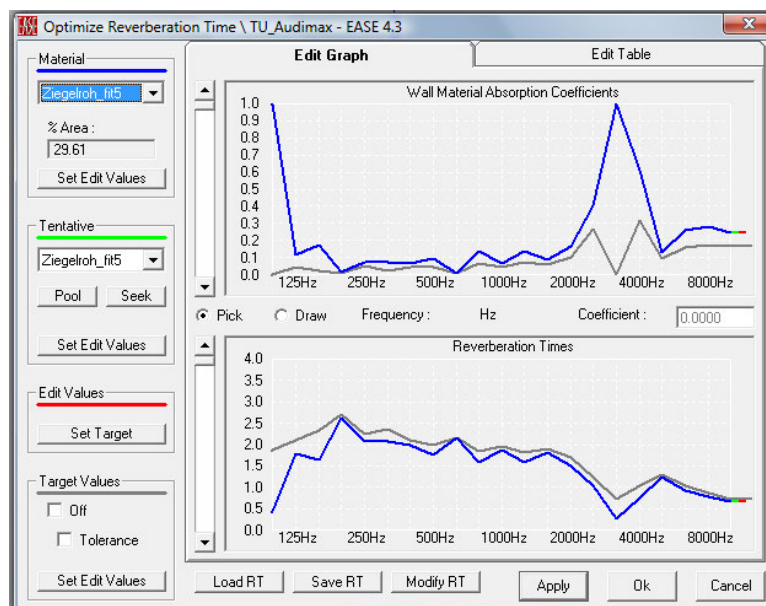 Optimize Reverberation Time \ TU_Audimax - EASE 4.3
Material
Ziegelroh_fit5
% Area :
29.61
Set Edit Values
Tentative
Ziegelroh_fit5
Pool Seek
Set Edit Values
Edit Values
Set Target
Target Values
Off
Tolerance
Set Edit Values
Edit Graph Edit Table
Wall Material Absorption Coefficients
1.0
0.9
0.8
0.7
0.6
0.5
0.4
0.3
0.2
0.1
0.0
125Hz 250Hz 500Hz 1000Hz 2000Hz 4000Hz 8000Hz
Pick Draw Frequency : Hz Coefficient : 0.0000
Reverberation Times
4.0
3.5
3.0
2.5
2.0
1.5
1.0
0.5
0.0
125Hz 250Hz 500Hz 1000Hz 2000Hz 4000Hz 8000Hz
Load RT Save RT Modify RT Apply Ok Cancel